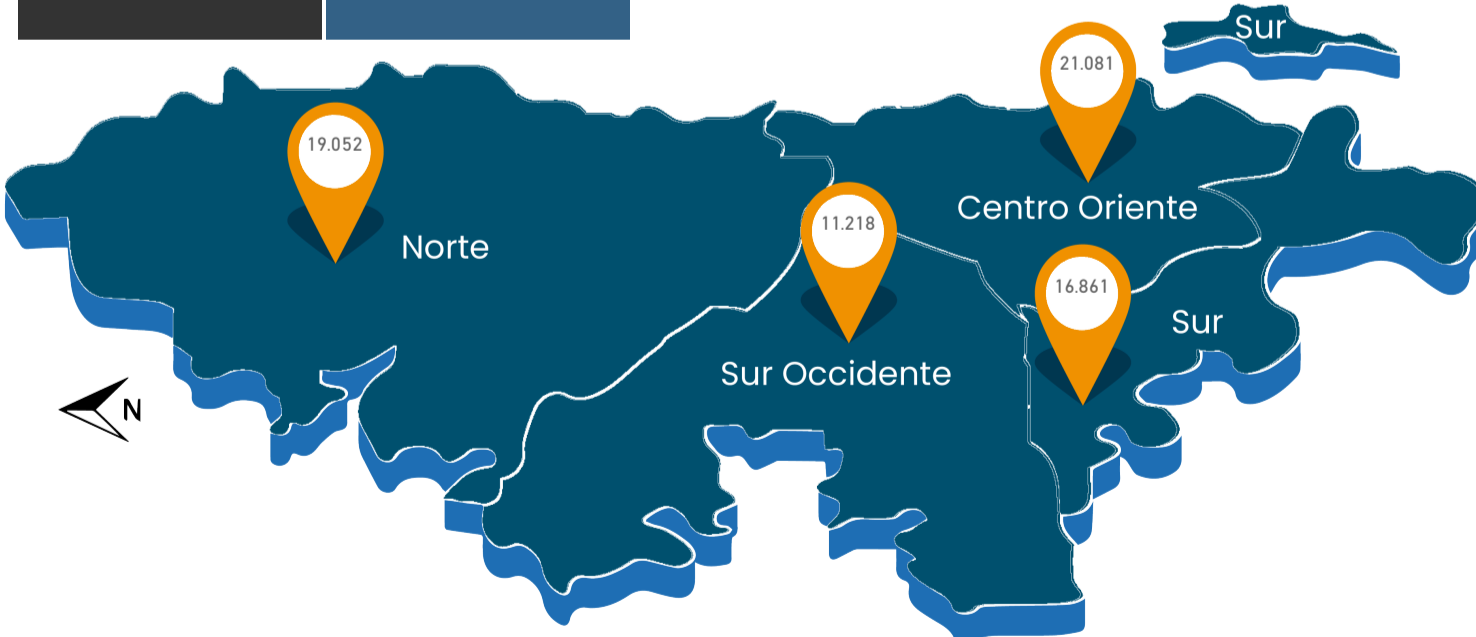 Sur
21.081
19.052
Centro Oriente
11.218
Norte
16.861
Sur
Sur Occidente
N